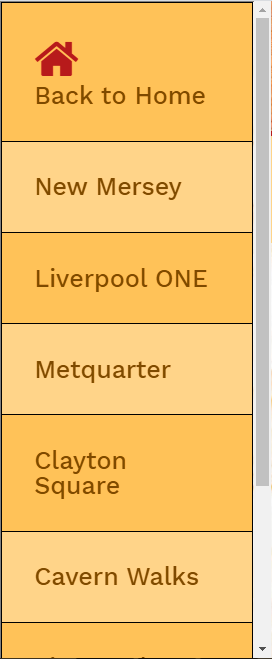 Back to Home
New Mersey
Liverpool ONE
Metquarter
Clayton
Square
Cavern Walks